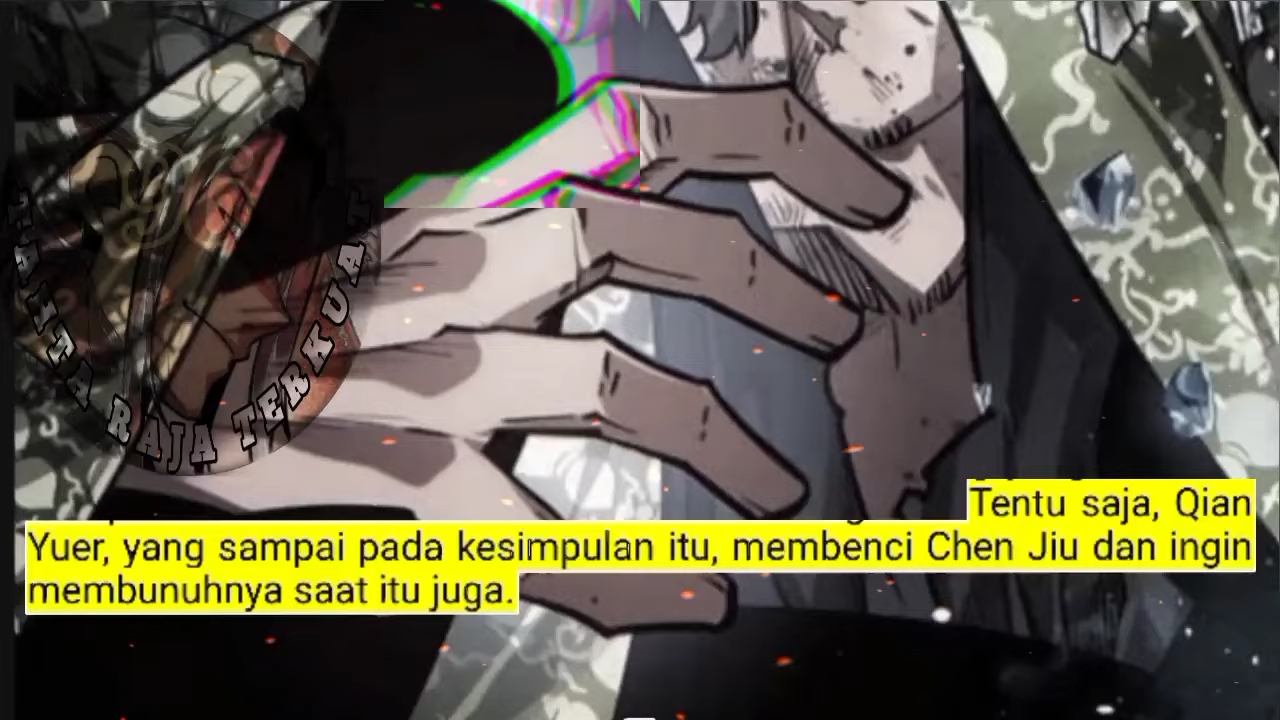 TAHTA RAJA TERKUAT
Tentu saja, Qian
Yuer, yang sampai pada kesimpulan itu, membenci Chen Jiu dan ingin
membunuhnya saat itu juga.